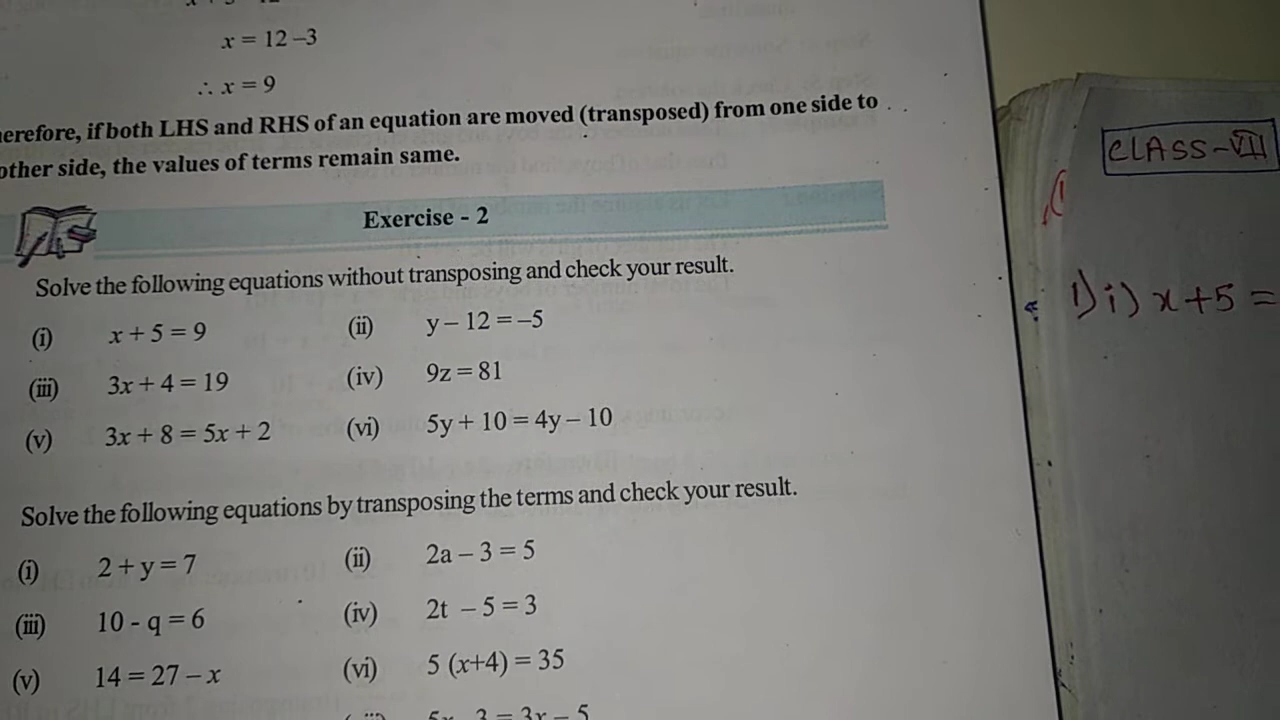 x = 12 –3
∴ x = 9
if both LHS and RHS of an equation are moved (transposed) from one side to
other side, the values of terms remain same.
Exercise - 2
Solve the following equations without transposing and check your result.
(i) x + 5 = 9 (ii) y – 12 = –5
(iii) 3x + 4 = 19 (iv) 9z = 81
(v) 3x + 8 = 5x + 2 (vi) 5y + 10 = 4y – 10
Solve the following equations by transposing the terms and check your result.
(i) 2 + y = 7 (ii) 2a – 3 = 5
(iii) 10 - q = 6 (iv) 2t – 5 = 3
(v) 14 = 27 – x (vi) 5 (x+4) = 35
3 = 3x – 5
CLASS-VII
1) i) x + 5 =